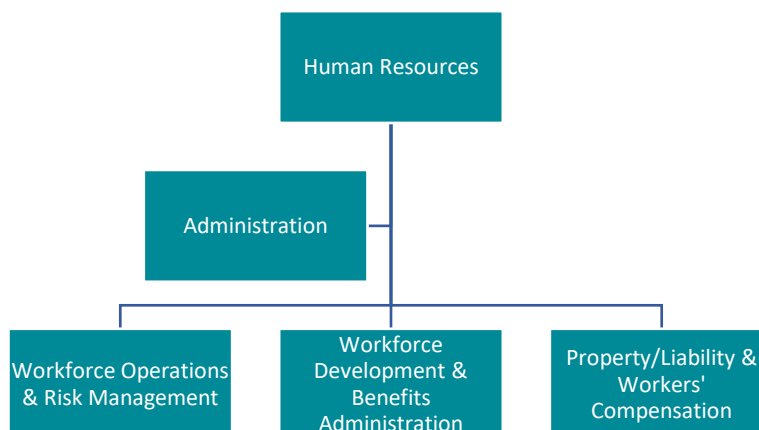 Human Resources
Administration
Workforce Operations
& Risk Management
Workforce
Development &
Benefits
Administration
Property/Liability &
Workers'
Compensation